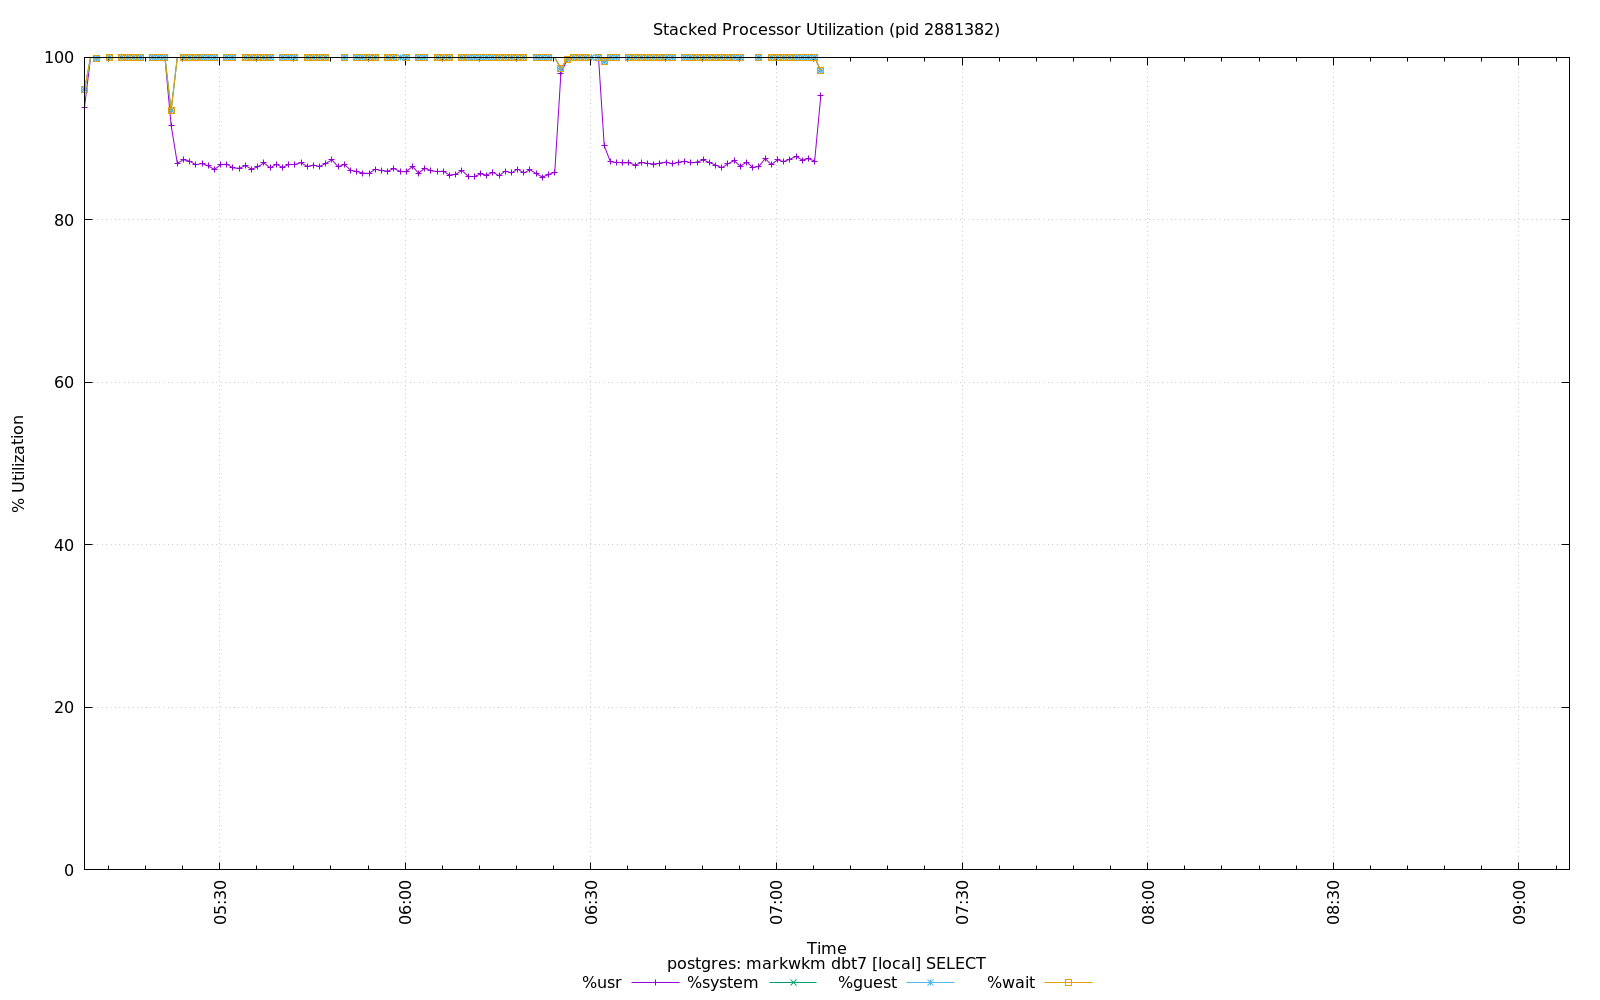 Stacked Processor Utilization (pid 2881382)
100
80
60
40
20
0
% Utilization
05:30 06:00 06:30 07:00 07:30 08:00 08:30 09:00
Time
postgres: markwkm dbt7 [local] SELECT
%usr %system %guest %wait